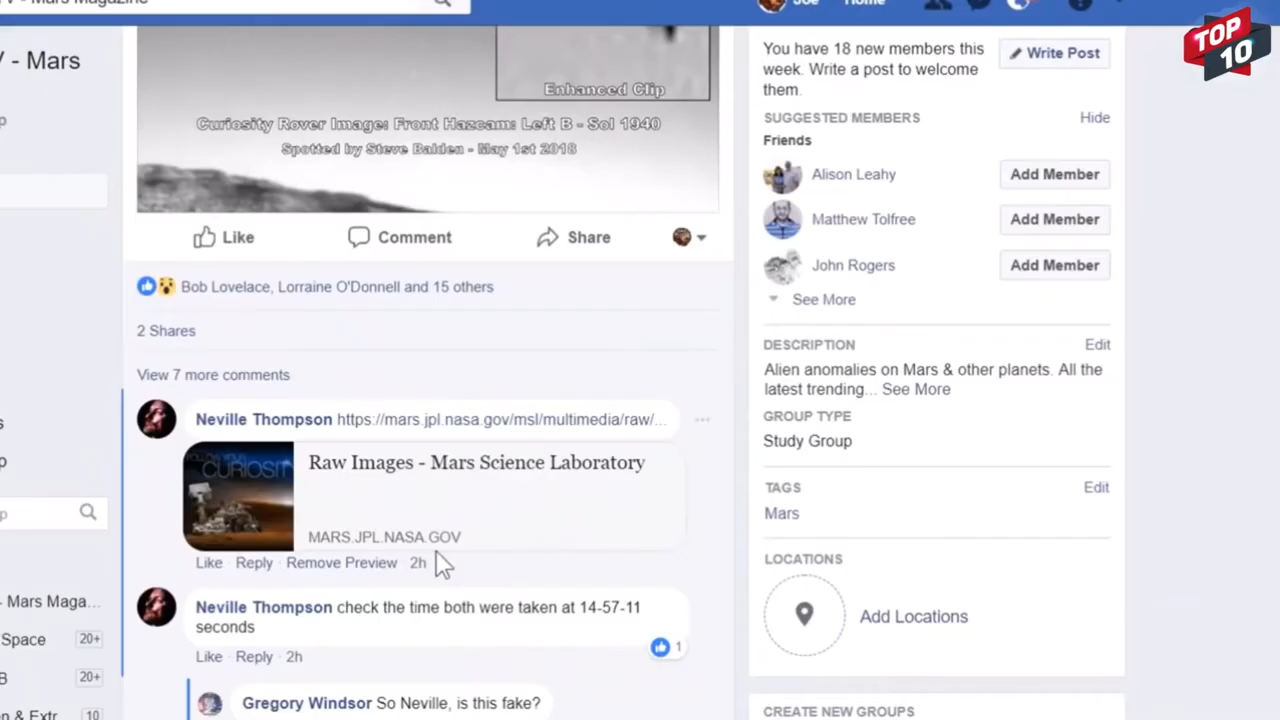 Mars Magazine
Joe Home
- Mars
TOP
10
Enhanced Clip
Curiosity Rover Image: Front Hazcam: Left B - Sol 1940
Spotted by Steve Balden - May 1st 2018
Like Comment Share
Bob Lovelace, Lorraine O'Donnell and 15 others
2 Shares
View 7 more comments
Neville Thompson https://mars.jpl.nasa.gov/msl/multimedia/raw/...
Raw Images - Mars Science Laboratory
MARS.JPL.NASA.GOV
Like · Reply · Remove Preview · 2h
Neville Thompson check the time both were taken at 14-57-11
seconds
1
Like · Reply · 2h
Gregory Windsor So Neville, is this fake?
- Mars Maga...
Space 20+
B 20+
10
You have 18 new members this
week. Write a post to welcome
them.
Write Post
SUGGESTED MEMBERS Hide
Friends
Alison Leahy Add Member
Matthew Tolfree Add Member
John Rogers Add Member
See More
DESCRIPTION Edit
Alien anomalies on Mars & other planets. All the
latest trending... See More
GROUP TYPE
Study Group
TAGS Edit
Mars
LOCATIONS
Add Locations
CREATE NEW GROUPS